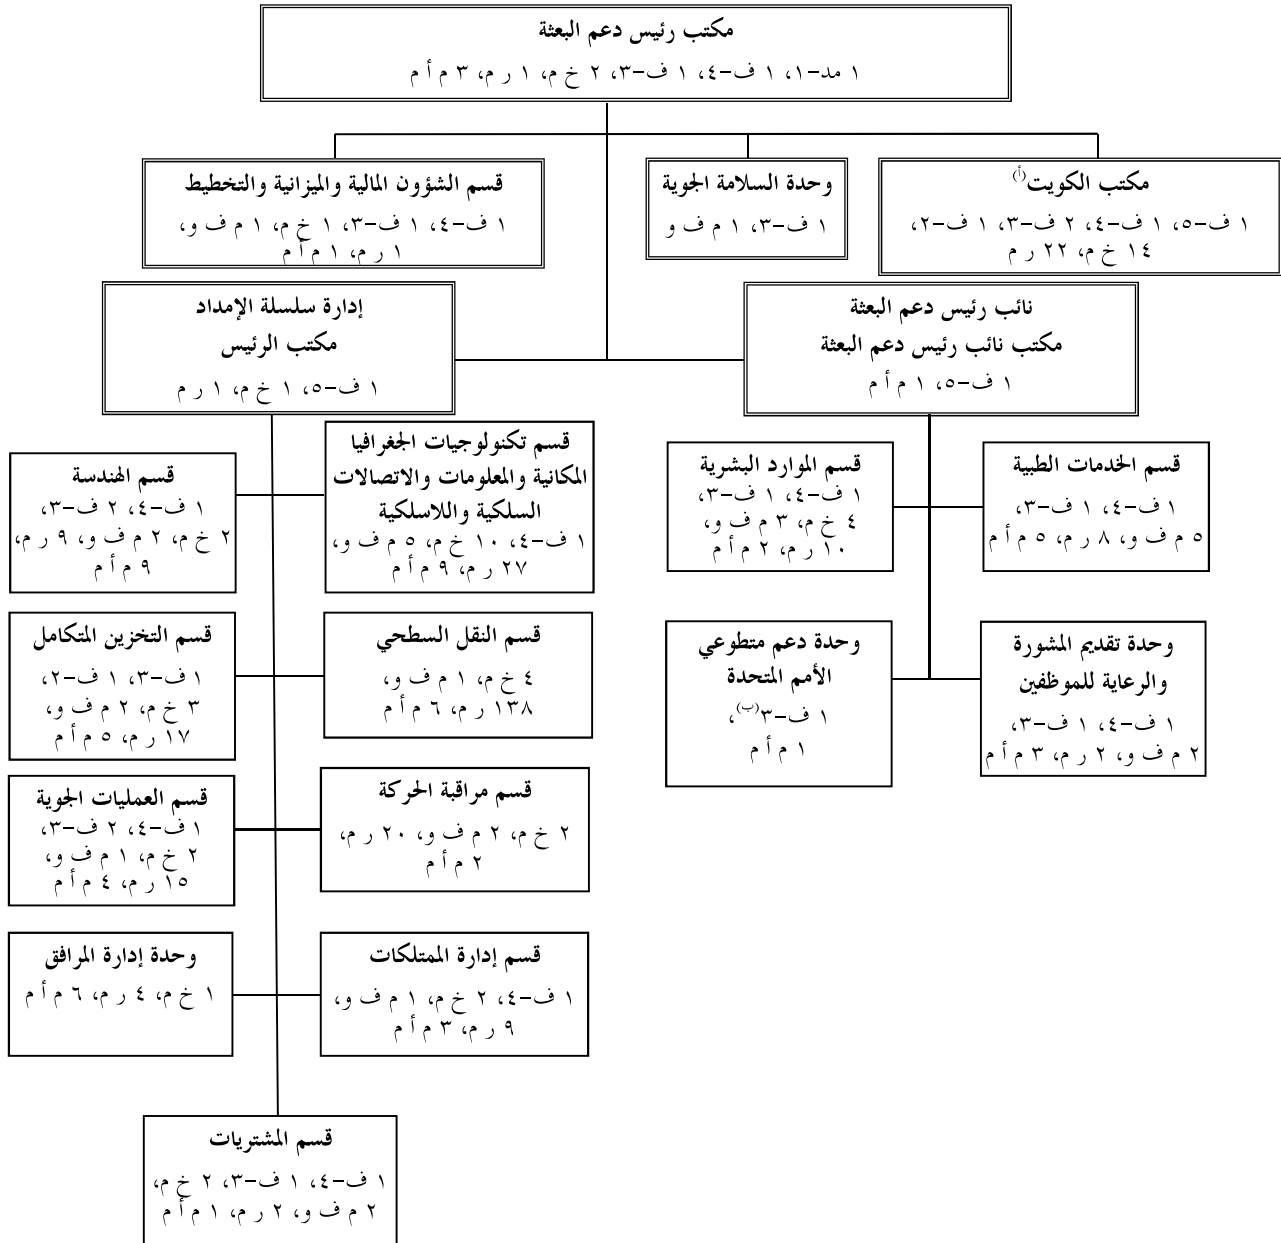 مكتب رئيس دعم البعثة
١ مد-١، ١ ف-٤، ١ ف-٣، ٢ خ م، ١ ر م، ٣ م أ م
مكتب الكويت(أ)
١ ف-٥، ١ ف-٤، ٢ ف-٣، ١ ف-٢،
١٤ خ م، ٢٢ ر م
وحدة السلامة الجوية
١ ف-٣، ١ م ف و
قسم الشؤون المالية والميزانية والتخطيط
١ ف-٤، ١ ف-٣، ١ خ م، ١ م ف و،
١ ر م، ١ م أ م
نائب رئيس دعم البعثة
مكتب نائب رئيس دعم البعثة
١ ف-٥، ١ م أ م
إدارة سلسلة الإمداد
مكتب الرئيس
١ ف-٥، ١ خ م، ١ ر م
قسم الخدمات الطبية
١ ف-٤، ١ ف-٣،
٥ م ف و، ٨ ر م، ٥ م أ م
قسم الموارد البشرية
١ ف-٤، ١ ف-٣،
٤ خ م، ٣ م ف و،
١٠ ر م، ٢ م أ م
قسم تكنولوجيات الجغرافيا
المكانية والمعلومات والاتصالات
السلكية واللاسلكية
١ ف-٤، ١٠ خ م، ٥ م ف و،
٢٧ ر م، ٩ م أ م
قسم الهندسة
١ ف-٤، ٢ ف-٣،
٢ خ م، ٢ م ف و، ٩ ر م،
٩ م أ م
وحدة تقديم المشورة
والرعاية للموظفين
١ ف-٤، ١ ف-٣،
٢ م ف و، ٢ ر م، ٣ م أ م
وحدة دعم متطوعي
الأمم المتحدة
١ ف-٣(ب)،
١ م أ م
قسم النقل السطحي
٤ خ م، ١ م ف و،
١٣٨ ر م، ٦ م أ م
قسم التخزين المتكامل
١ ف-٣، ١ ف-٢،
٣ خ م، ٢ م ف و،
١٧ ر م، ٥ م أ م
قسم مراقبة الحركة
٢ خ م، ٢ م ف و، ٢٠ ر م،
٢ م أ م
قسم العمليات الجوية
١ ف-٤، ٢ ف-٣،
٢ خ م، ١ م ف و،
١٥ ر م، ٤ م أ م
قسم إدارة الممتلكات
١ ف-٤، ٢ خ م، ١ م ف و،
٩ ر م، ٣ م أ م
وحدة إدارة المرافق
١ خ م، ٤ ر م، ٦ م أ م
قسم المشتريات
١ ف-٤، ١ ف-٣، ٢ خ م،
٢ م ف و، ٢ ر م، ١ م أ م